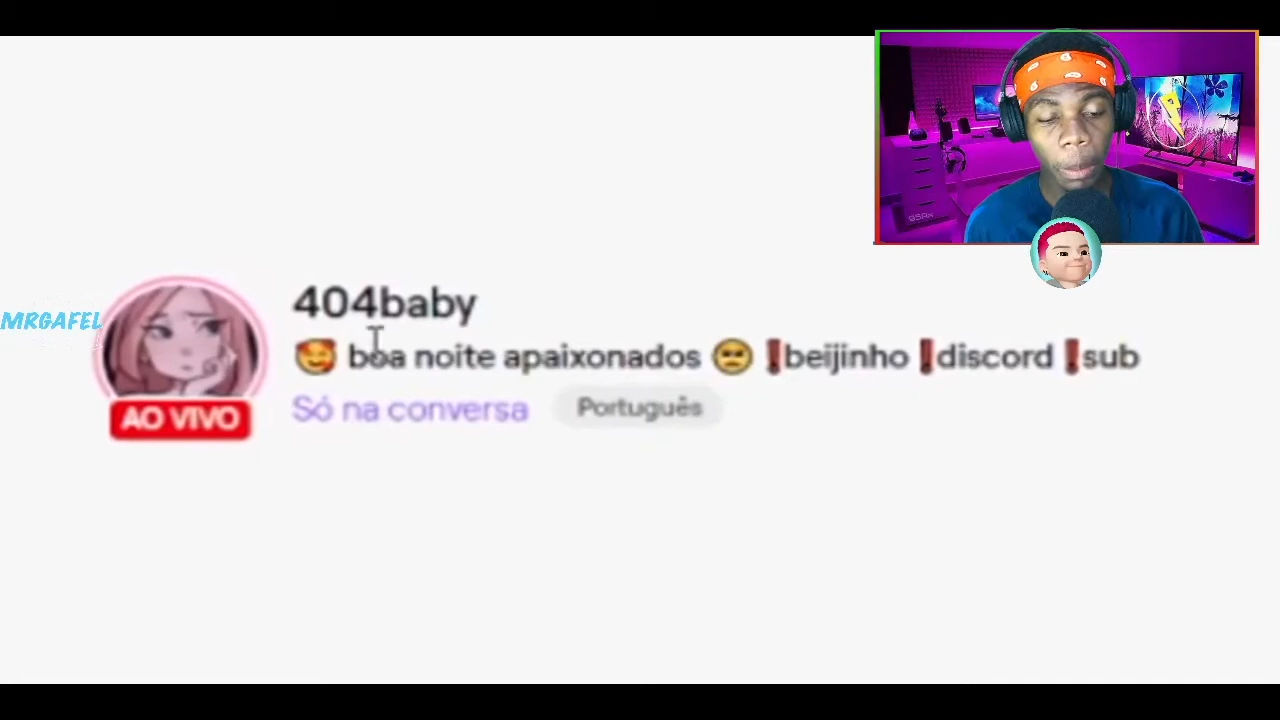 404baby
🥰 boa noite apaixonados 🥺 ❗beijinho ❗discord ❗sub
Só na conversa Português
AO VIVO
MRGAFEL